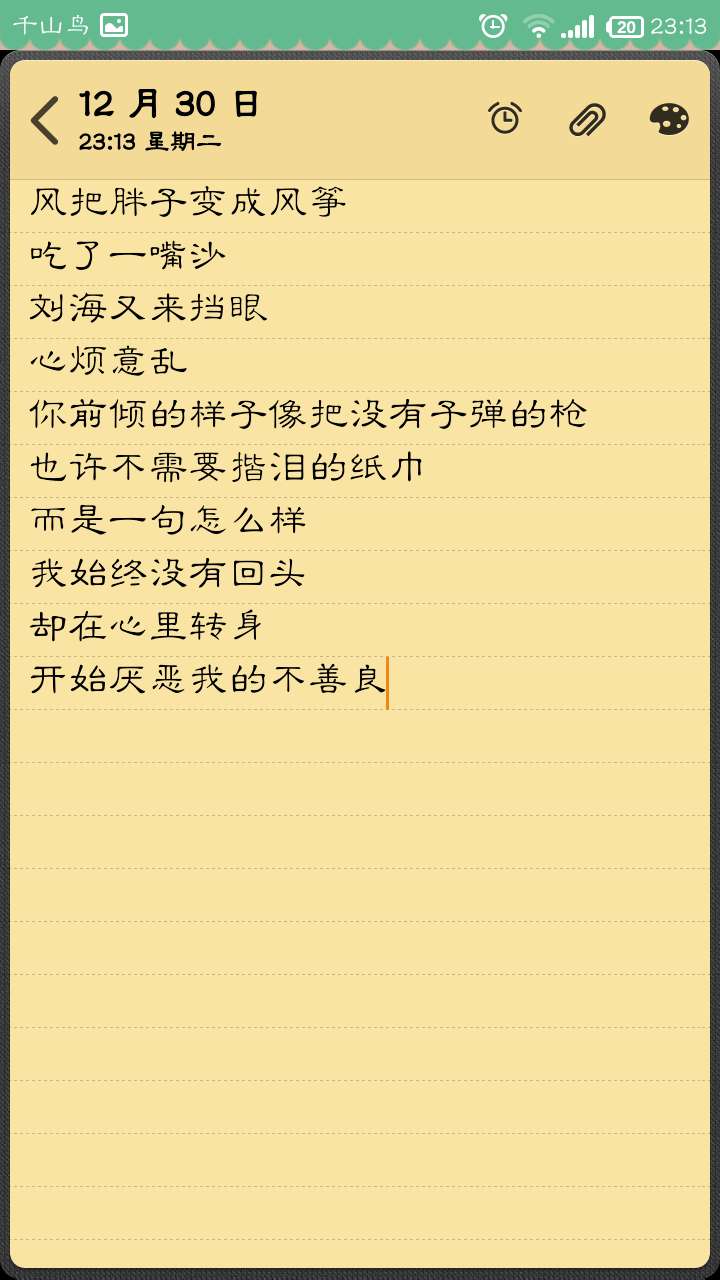 千山鸟 20 23:13
12 月 30 日
23:13 星期二
风把胖子变成风筝
吃了一嘴沙
刘海又来挡眼
心烦意乱
你前倾的样子像把没有子弹的枪
也许不需要揩泪的纸巾
而是一句怎么样
我始终没有回头
却在心里转身
开始厌恶我的不善良